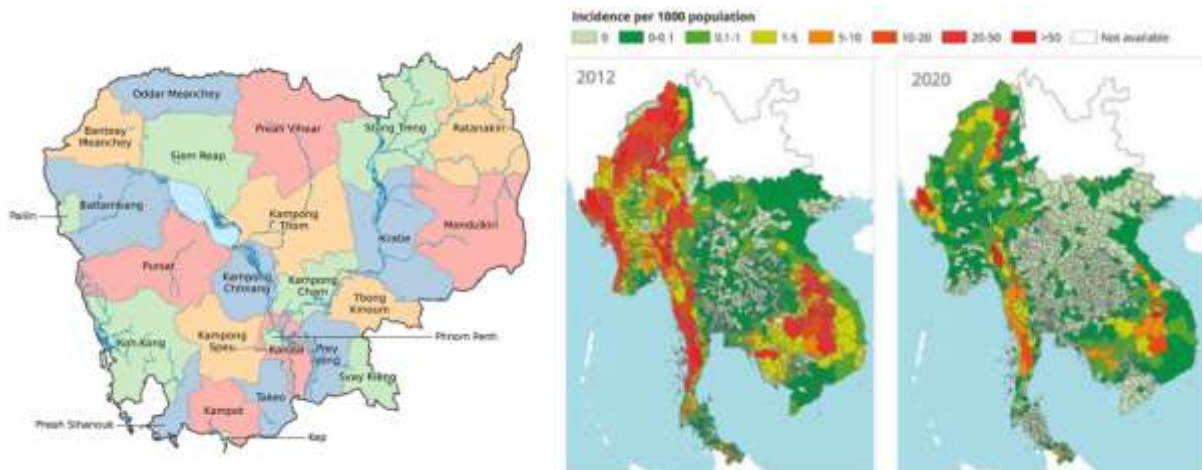 Oddar Meanchey
Banteay
Meanchey
Siem Reap
Preah Vihear
Stung Treng
Ratanakiri
Pailin
Battambang
Kampong
Thom
Kratie
Mondulkiri
Pursat
Kampong
Chhnang
Kampong
Cham
Tbong
Kmoum
Koh Kong
Kampong
Speu
Kandal
Prey
Veng
Phnom Penh
Svay Rieng
Takeo
Kampot
Preah Sihanouk
Kep
Incidence per 1000 population
0 0-0.1 0.1-1 1-5 5-10 10-20 20-50 >50 Not available
2012
2020